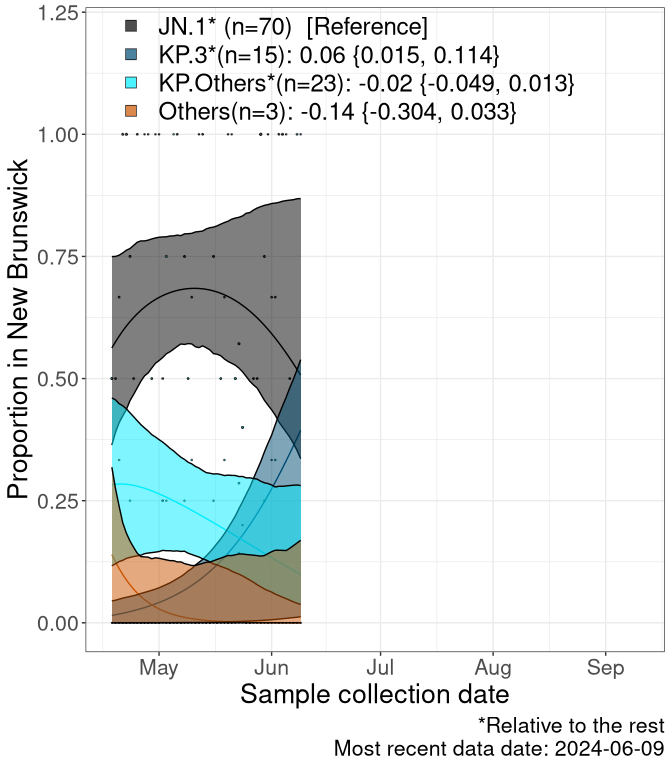 JN.1* (n=70)  [Reference]
KP.3*(n=15): 0.06 {0.015, 0.114}
KP.Others*(n=23): -0.02 {-0.049, 0.013}
Others(n=3): -0.14 {-0.304, 0.033}
1.25
1.00
0.75
0.50
0.25
0.00
Proportion in New Brunswick
May Jun Jul Aug Sep
Sample collection date
*Relative to the rest
Most recent data date: 2024-06-09